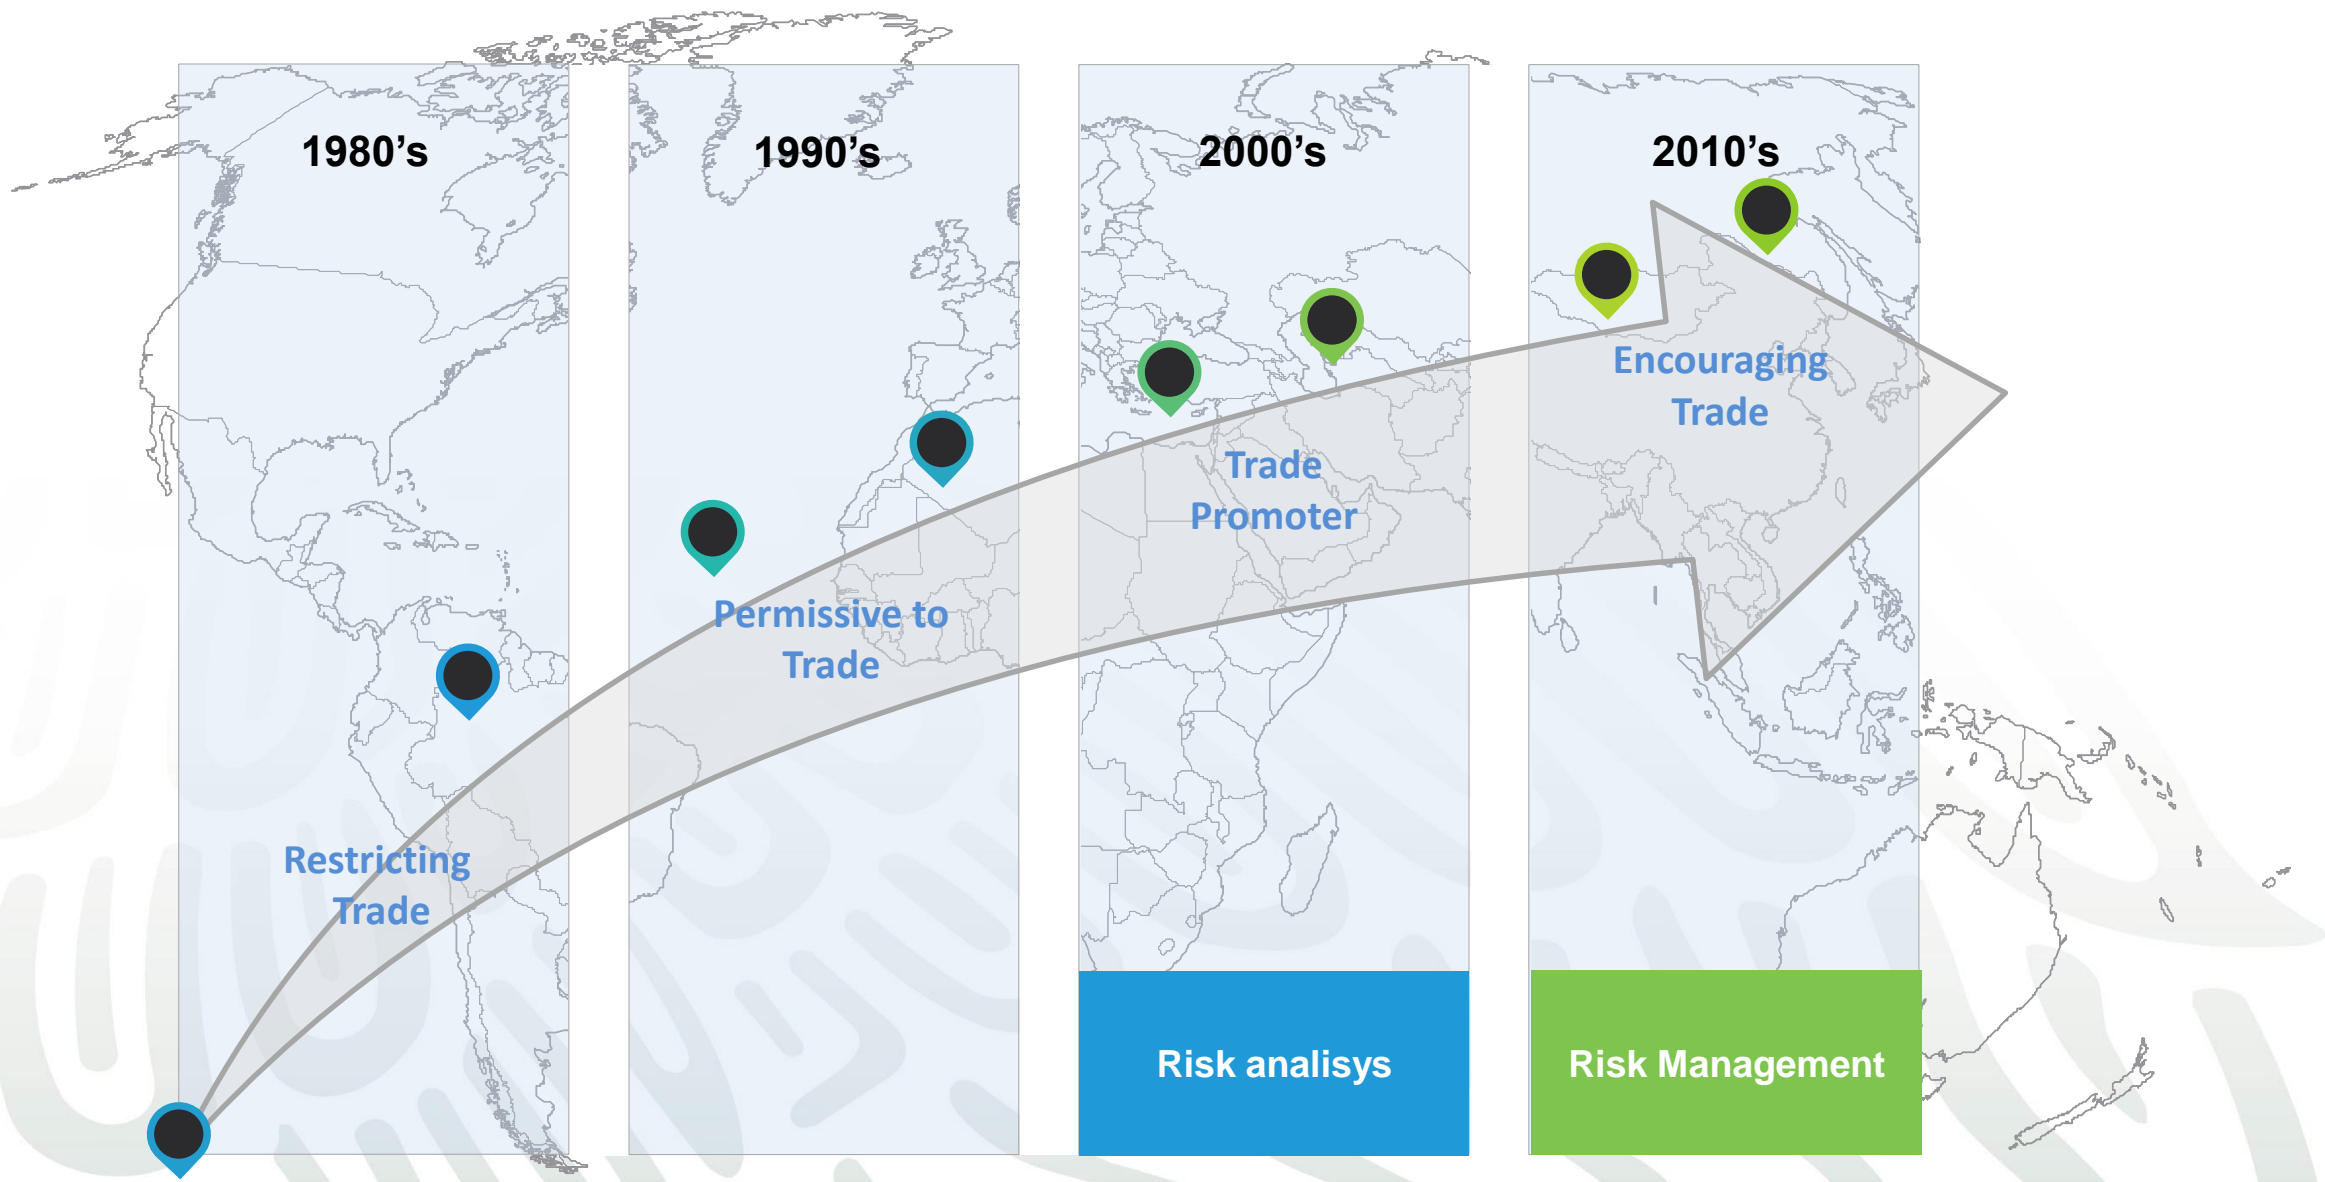 1980’s
1990’s
2000’s
2010’s
Encouraging
Trade
Trade
Promoter
Permissive to
Trade
Restricting
Trade
Risk analisys
Risk Management